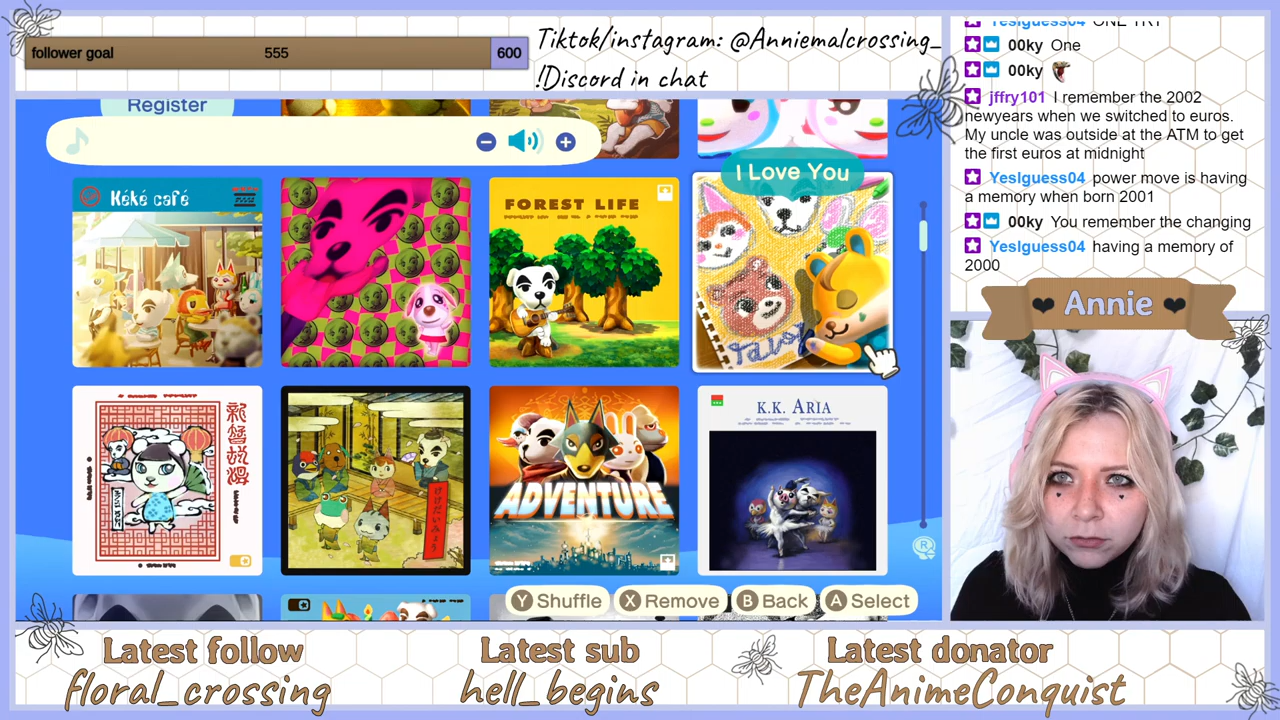 follower goal 555 600
Tiktok/instagram: @Anniemalcrossing_
!Discord in chat
Register
I Love You
Kéké café
FOREST LIFE
ADVENTURE
K.K. ARIA
Y Shuffle X Remove B Back A Select
R
Yeslguess04 ONE TRY
00ky One
00ky
jffry101 I remember the 2002
newyears when we switched to euros.
My uncle was outside at the ATM to get
the first euros at midnight
Yeslguess04 power move is having
a memory when born 2001
00ky You remember the changing
Yeslguess04 having a memory of
2000
Annie
Latest follow
floral_crossing
Latest sub
hell_begins
Latest donator
TheAnimeConquist